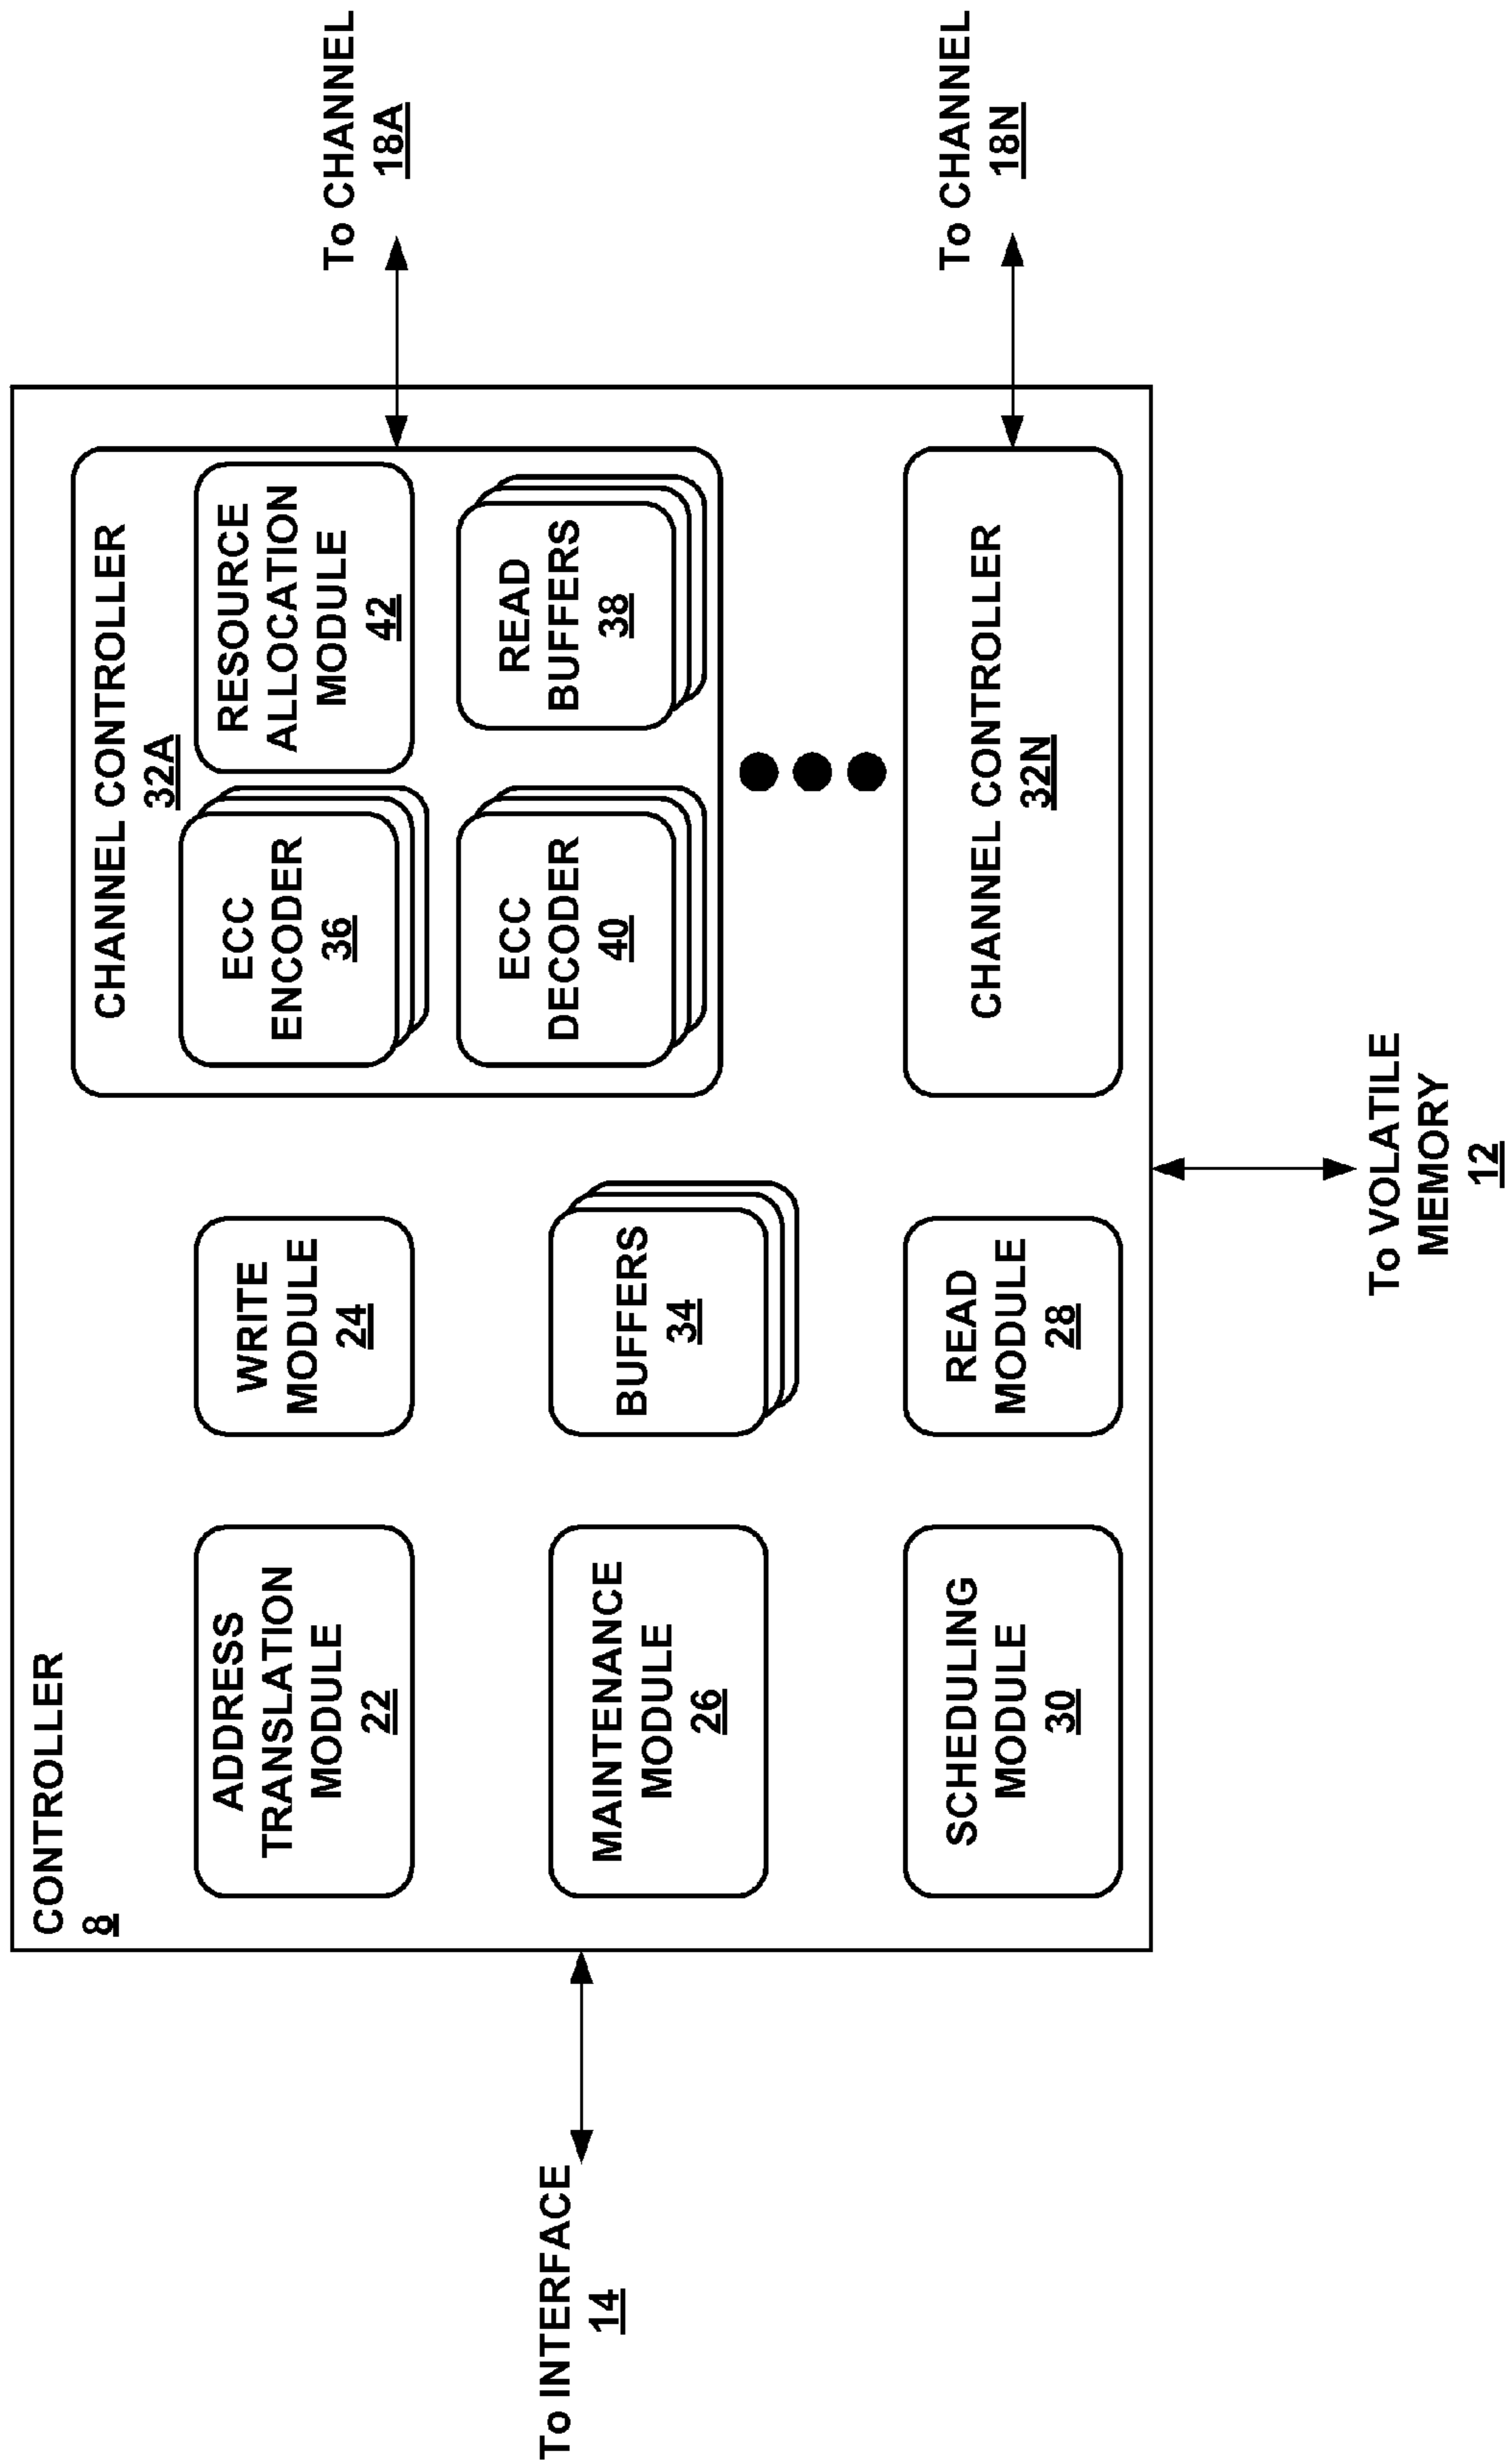 CONTROLLER
8
ADDRESS
TRANSLATION
MODULE
22
WRITE
MODULE
24
CHANNEL CONTROLLER
32A
ECC
ENCODER
36
RESOURCE
ALLOCATION
MODULE
42
ECC
DECODER
40
READ
BUFFERS
38
To CHANNEL
18A
To INTERFACE
14
MAINTENANCE
MODULE
26
BUFFERS
34
SCHEDULING
MODULE
30
READ
MODULE
28
CHANNEL CONTROLLER
32N
To CHANNEL
18N
To VOLATILE
MEMORY
12